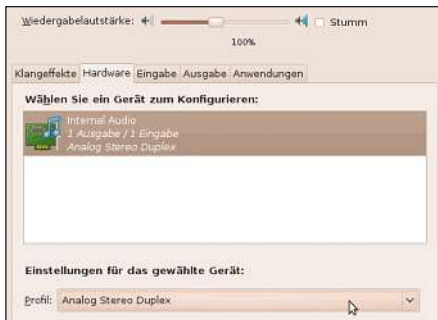 Wiedergabelautstärke: Stumm
100%
Klangeffekte Hardware Eingabe Ausgabe Anwendungen
Wählen Sie ein Gerät zum Konfigurieren:
Internal Audio
1 Ausgabe / 1 Eingabe
Analog Stereo Duplex
Einstellungen für das gewählte Gerät:
Profil: Analog Stereo Duplex